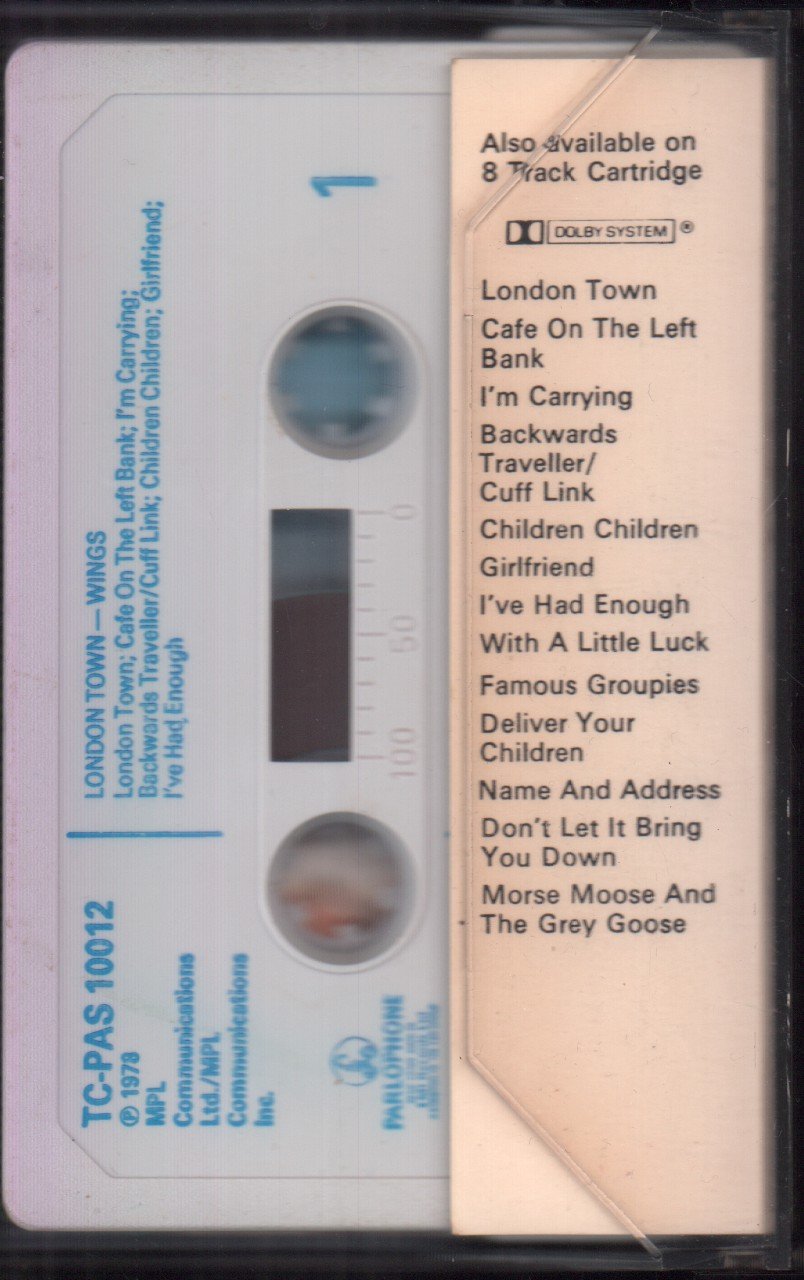 1
LONDON TOWN — WINGS
London Town; Cafe On The Left Bank; I'm Carrying;
Backwards Traveller/Cuff Link; Children Children; Girlfriend;
I've Had Enough
TC-PAS 10012
℗ 1978
MPL
Communications
Ltd./MPL
Communications
Inc.
PARLOPHONE
0
50
100
Also available on
8 Track Cartridge
DOLBY SYSTEM ®
London Town
Cafe On The Left
Bank
I'm Carrying
Backwards
Traveller/
Cuff Link
Children Children
Girlfriend
I've Had Enough
With A Little Luck
Famous Groupies
Deliver Your
Children
Name And Address
Don't Let It Bring
You Down
Morse Moose And
The Grey Goose